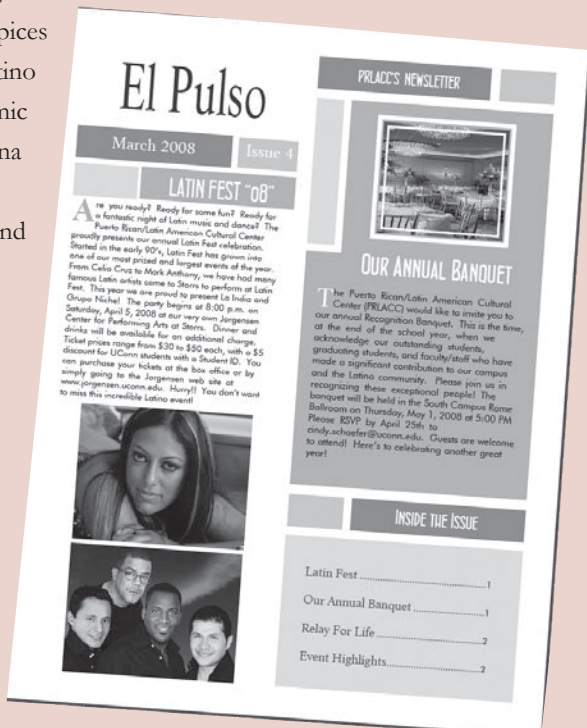 pices
tino
mic
na
nd
El Pulso
March 2008
Issue 4
LATIN FEST “08”
Are you ready? Ready for some fun? Ready for
a fantastic night of Latin music and dance? The
Puerto Rican/Latin American Cultural Center
proudly presents our annual Latin Fest celebration.
Started in the early 90’s, Latin Fest has grown into
one of our most prized and largest events of the year.
From Celia Cruz to Mark Anthony, we have had many
famous Latin artists come to Storrs to perform at Latin
Fest. This year we are proud to present La India and
Grupo Niche! The party begins at 8:00 p.m. on
Saturday, April 5, 2008 at our very own Jorgensen
Center for Performing Arts at Storrs. Dinner and
drinks will be available for an additional charge.
Ticket prices range from $30 to $50 each, with a $5
discount for UConn students with a Student ID. You
can purchase your tickets at the box office or by
simply going to the Jorgensen web site at
www.jorgensen.uconn.edu. Hurry!! You don’t want
to miss this incredible Latino event!
PRLACC'S NEWSLETTER
OUR ANNUAL BANQUET
The Puerto Rican/Latin American Cultural
Center (PRLACC) would like to invite you to
our annual Recognition Banquet. This is the time,
at the end of the school year, when we
acknowledge our outstanding students,
graduating students, and faculty/staff who have
made a significant contribution to our campus
and the Latino community. Please join us in
recognizing these exceptional people! The
banquet will be held in the South Campus Rome
Ballroom on Thursday, May 1, 2008 at 5:00 PM
Please RSVP by April 25th to
cindy.schaefer@uconn.edu. Guests are welcome
to attend! Here’s to celebrating another great
year!
INSIDE THE ISSUE
Latin Fest ........................................1
Our Annual Banquet .......................1
Relay For Life ..................................2
Event Highlights..............................2